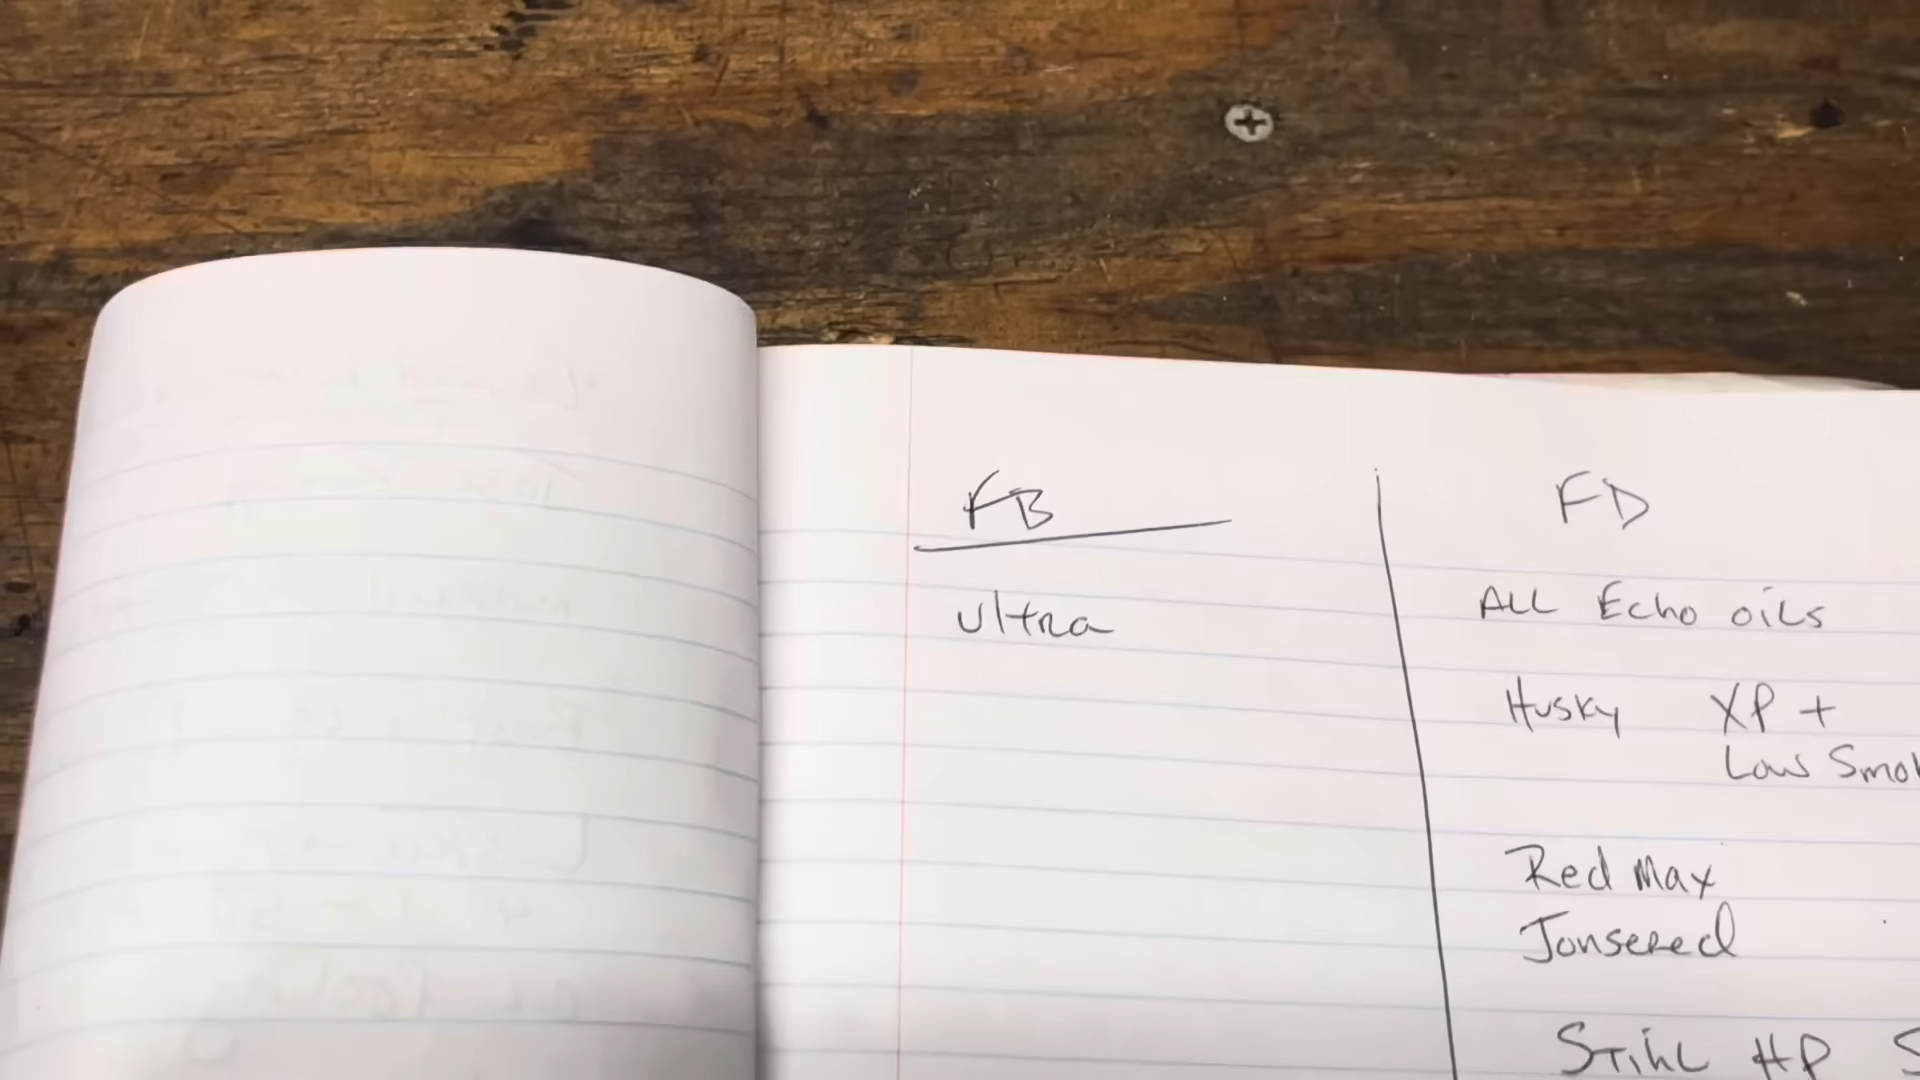 FB
FD
ultra
ALL Echo oils
Husky XP +
Low
Red Max
Jonsered
Stihl HP